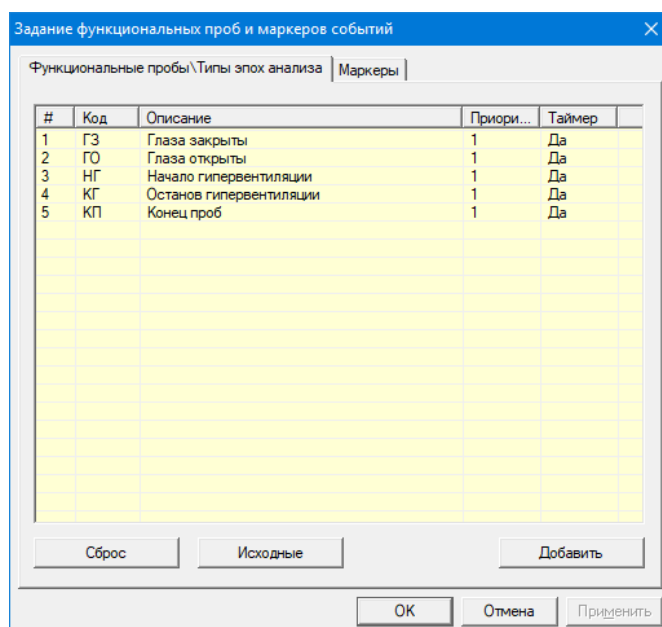 Задание функциональных проб и маркеров событий
Функциональные пробы\Типы эпох анализа Маркеры
# Код Описание Приори... Таймер
1 ГЗ Глаза закрыты 1 Да
2 ГО Глаза открыты 1 Да
3 НГ Начало гипервентиляции 1 Да
4 КГ Останов гипервентиляции 1 Да
5 КП Конец проб 1 Да
Сброс Исходные Добавить
OK Отмена Применить